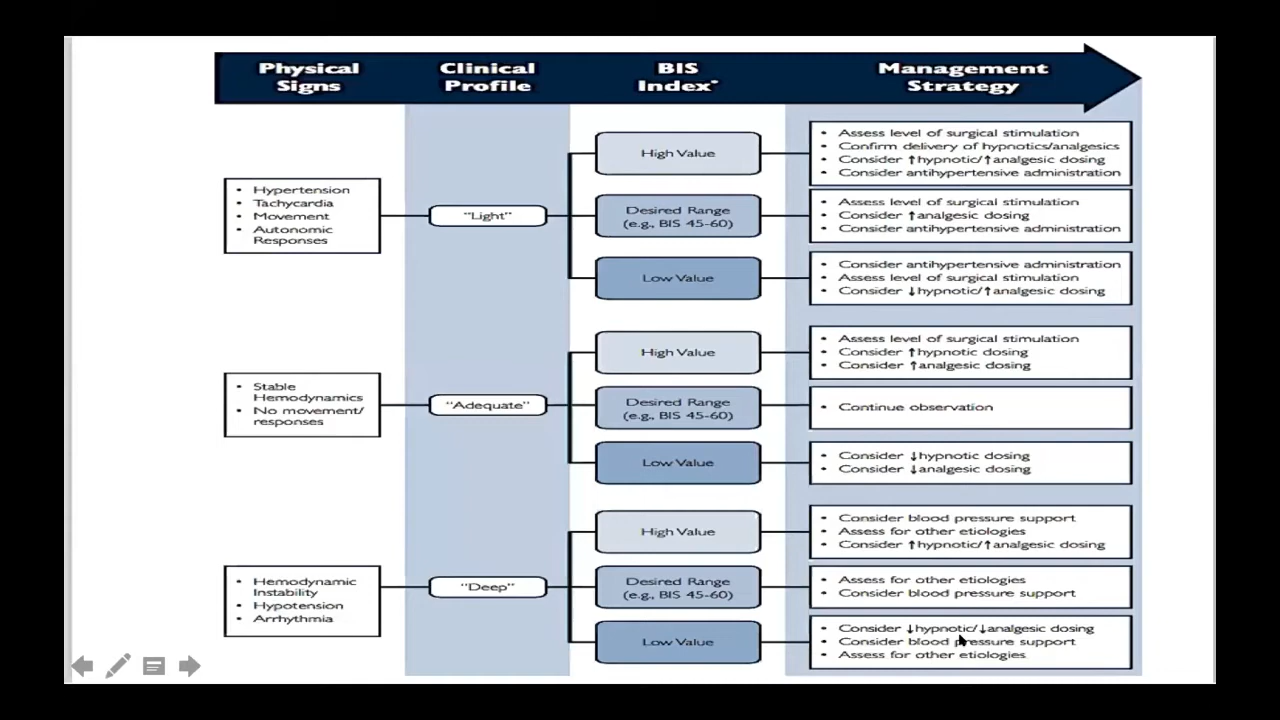 Physical Signs
Clinical Profile
BIS Index*
Management Strategy
• Hypertension
• Tachycardia
• Movement
• Autonomic
Responses
"Light"
High Value
• Assess level of surgical stimulation
• Confirm delivery of hypnotics/analgesics
• Consider ↑hypnotic/↑analgesic dosing
• Consider antihypertensive administration
Desired Range
(e.g., BIS 45-60)
• Assess level of surgical stimulation
• Consider ↑analgesic dosing
• Consider antihypertensive administration
Low Value
• Consider antihypertensive administration
• Assess level of surgical stimulation
• Consider ↓hypnotic/↑analgesic dosing
• Stable
Hemodynamics
• No movement/
responses
"Adequate"
High Value
• Assess level of surgical stimulation
• Consider ↑hypnotic dosing
• Consider ↑analgesic dosing
Desired Range
(e.g., BIS 45-60)
• Continue observation
Low Value
• Consider ↓hypnotic dosing
• Consider ↓analgesic dosing
• Hemodynamic
Instability
• Hypotension
• Arrhythmia
"Deep"
High Value
• Consider blood pressure support
• Assess for other etiologies
• Consider ↑hypnotic/↑analgesic dosing
Desired Range
(e.g., BIS 45-60)
• Assess for other etiologies
• Consider blood pressure support
Low Value
• Consider ↓hypnotic/↓analgesic dosing
• Consider blood pressure support
• Assess for other etiologies